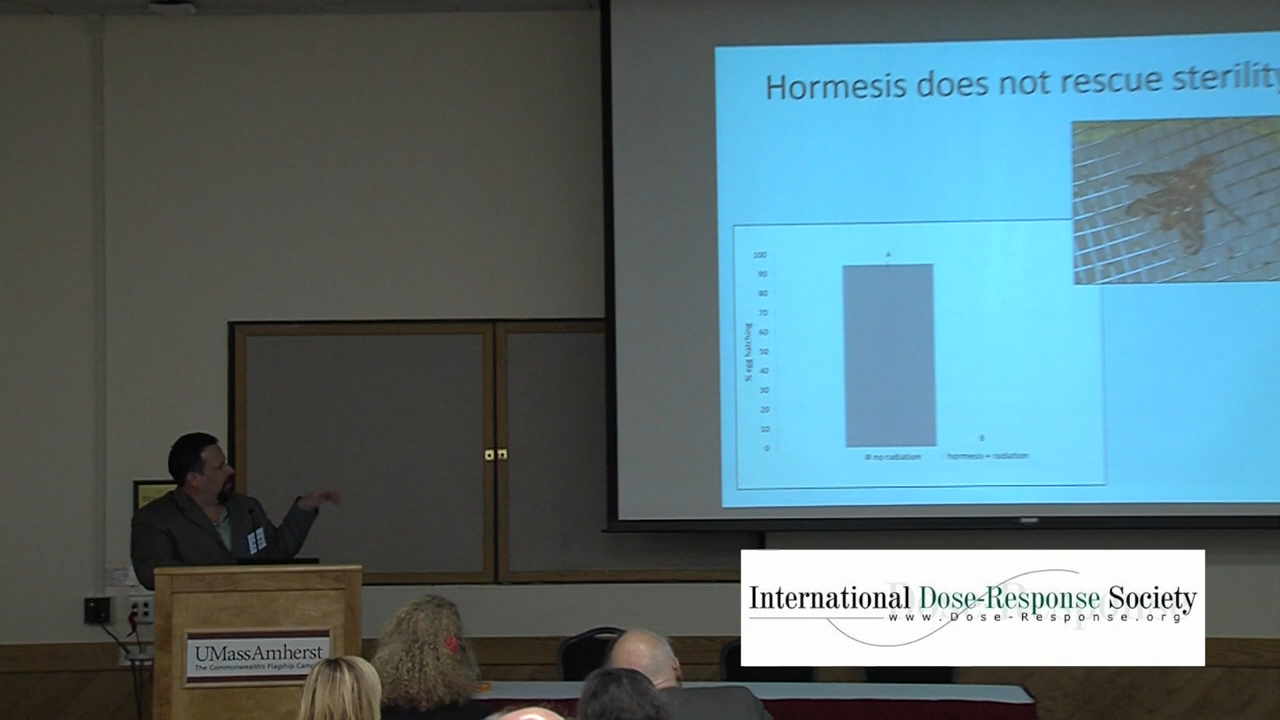 Hormesis does not rescue sterility
100
90
80
70
60
50
40
30
20
10
0
% egg hatching
A
B
no radiation
hormesis + radiation
UMassAmherst
The Commonwealth's Flagship Camp
International Dose-Response Society
www.Dose-Response.org